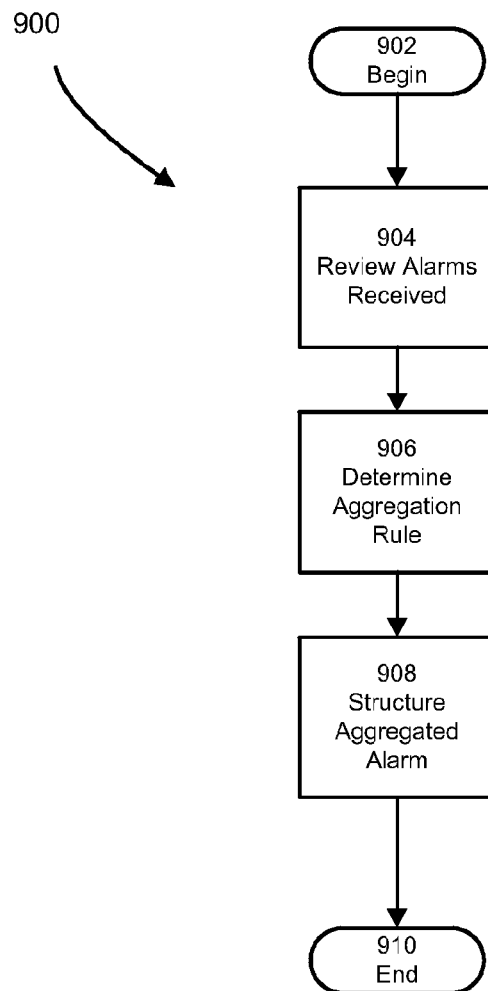 900
902
Begin
904
Review Alarms
Received
906
Determine
Aggregation
Rule
908
Structure
Aggregated
Alarm
910
End